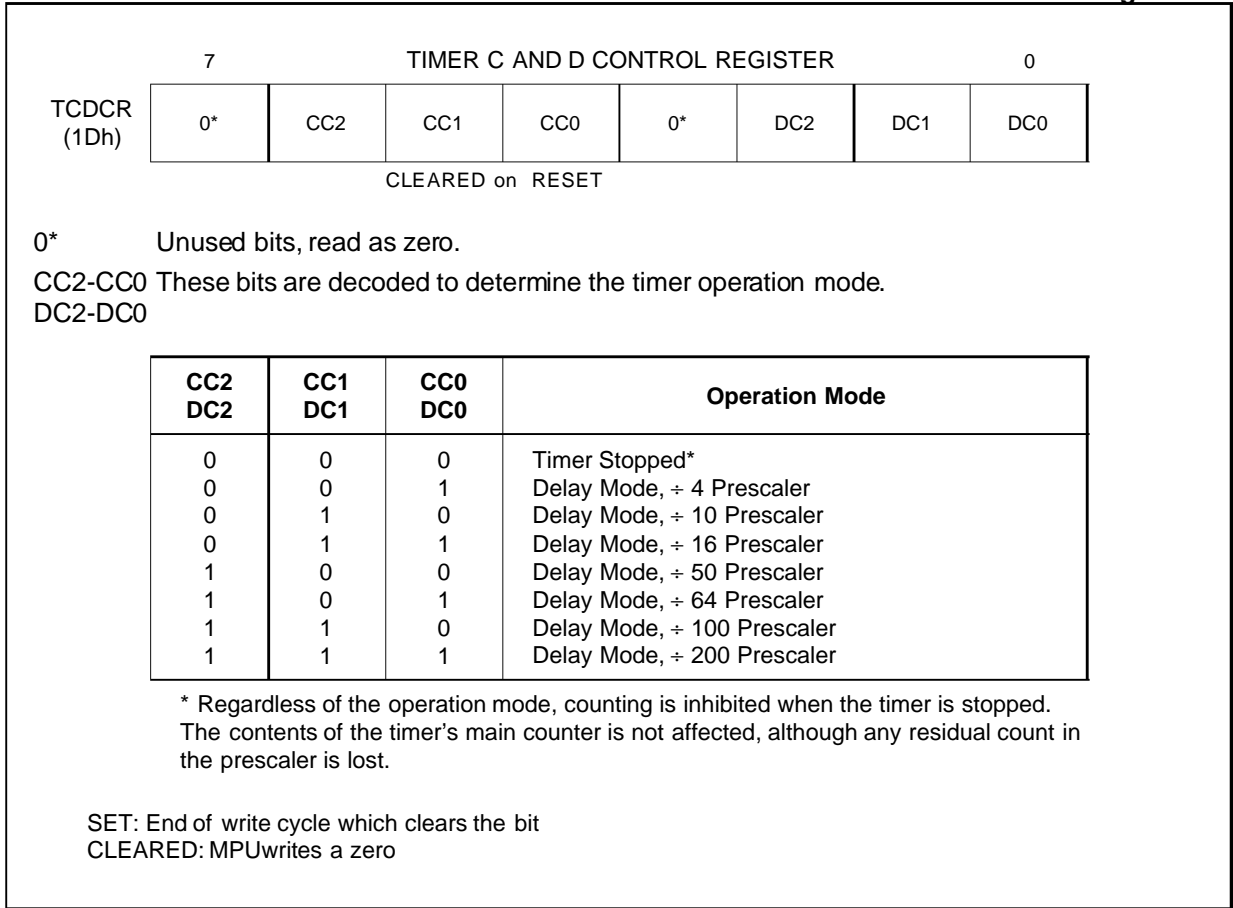 7 TIMER C AND D CONTROL REGISTER 0
TCDCR (1Dh) 0* CC2 CC1 CC0 0* DC2 DC1 DC0
CLEARED on RESET
0* Unused bits, read as zero.
CC2-CC0 These bits are decoded to determine the timer operation mode.
DC2-DC0
CC2 DC2 CC1 DC1 CC0 DC0 Operation Mode
0 0 0 Timer Stopped*
0 0 1 Delay Mode, ÷ 4 Prescaler
0 1 0 Delay Mode, ÷ 10 Prescaler
0 1 1 Delay Mode, ÷ 16 Prescaler
1 0 0 Delay Mode, ÷ 50 Prescaler
1 0 1 Delay Mode, ÷ 64 Prescaler
1 1 0 Delay Mode, ÷ 100 Prescaler
1 1 1 Delay Mode, ÷ 200 Prescaler
* Regardless of the operation mode, counting is inhibited when the timer is stopped.
The contents of the timer's main counter is not affected, although any residual count in
the prescaler is lost.
SET: End of write cycle which clears the bit
CLEARED: MPUwrites a zero